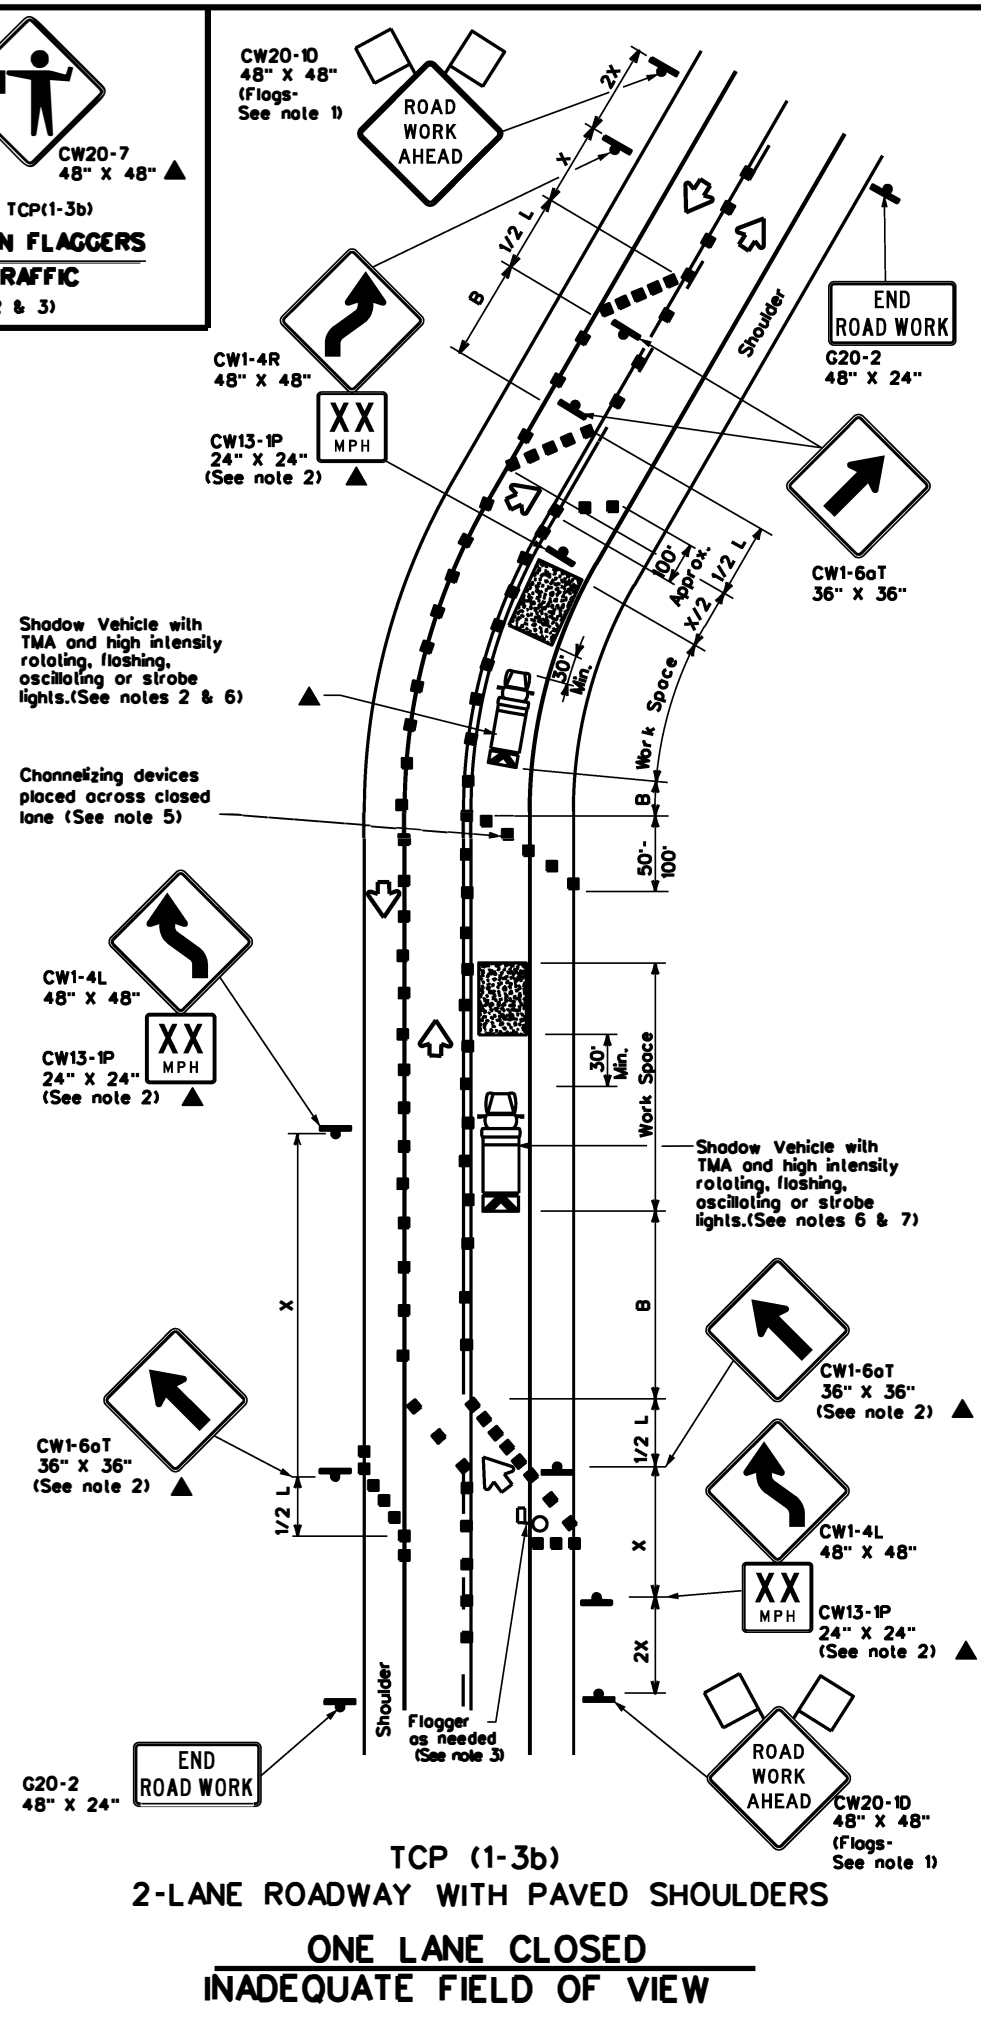 CW20-7
48" X 48"
TCP(1-3b)
N FLAGGERS
RAFFIC
2 & 3)
CW20-1D
48" X 48"
(Flags-
See note 1)
ROAD
WORK
AHEAD
2X
X
1/2 L
B
Shoulder
END
ROAD WORK
G20-2
48" X 24"
CW1-4R
48" X 48"
XX
MPH
CW13-1P
24" X 24"
(See note 2)
CW1-6aT
36" X 36"
100'
Approx.
1/2 L
X/2
30'
Min.
Work Space
B
50'-
100'
Shadow Vehicle with
TMA and high intensity
rotating, flashing,
oscillating or strobe
lights.(See notes 2 & 6)
Channelizing devices
placed across closed
lane (See note 5)
CW1-4L
48" X 48"
XX
MPH
CW13-1P
24" X 24"
(See note 2)
30'
Min.
Work Space
Shadow Vehicle with
TMA and high intensity
rotating, flashing,
oscillating or strobe
lights.(See notes 6 & 7)
X
B
CW1-6aT
36" X 36"
(See note 2)
1/2 L
CW1-6aT
36" X 36"
(See note 2)
1/2 L
X
CW1-4L
48" X 48"
XX
MPH
CW13-1P
24" X 24"
(See note 2)
2X
Shoulder
Flagger
as needed
(See note 3)
END
ROAD WORK
G20-2
48" X 24"
ROAD
WORK
AHEAD
CW20-1D
48" X 48"
(Flags-
See note 1)
TCP (1-3b)
2-LANE ROADWAY WITH PAVED SHOULDERS
ONE LANE CLOSED
INADEQUATE FIELD OF VIEW